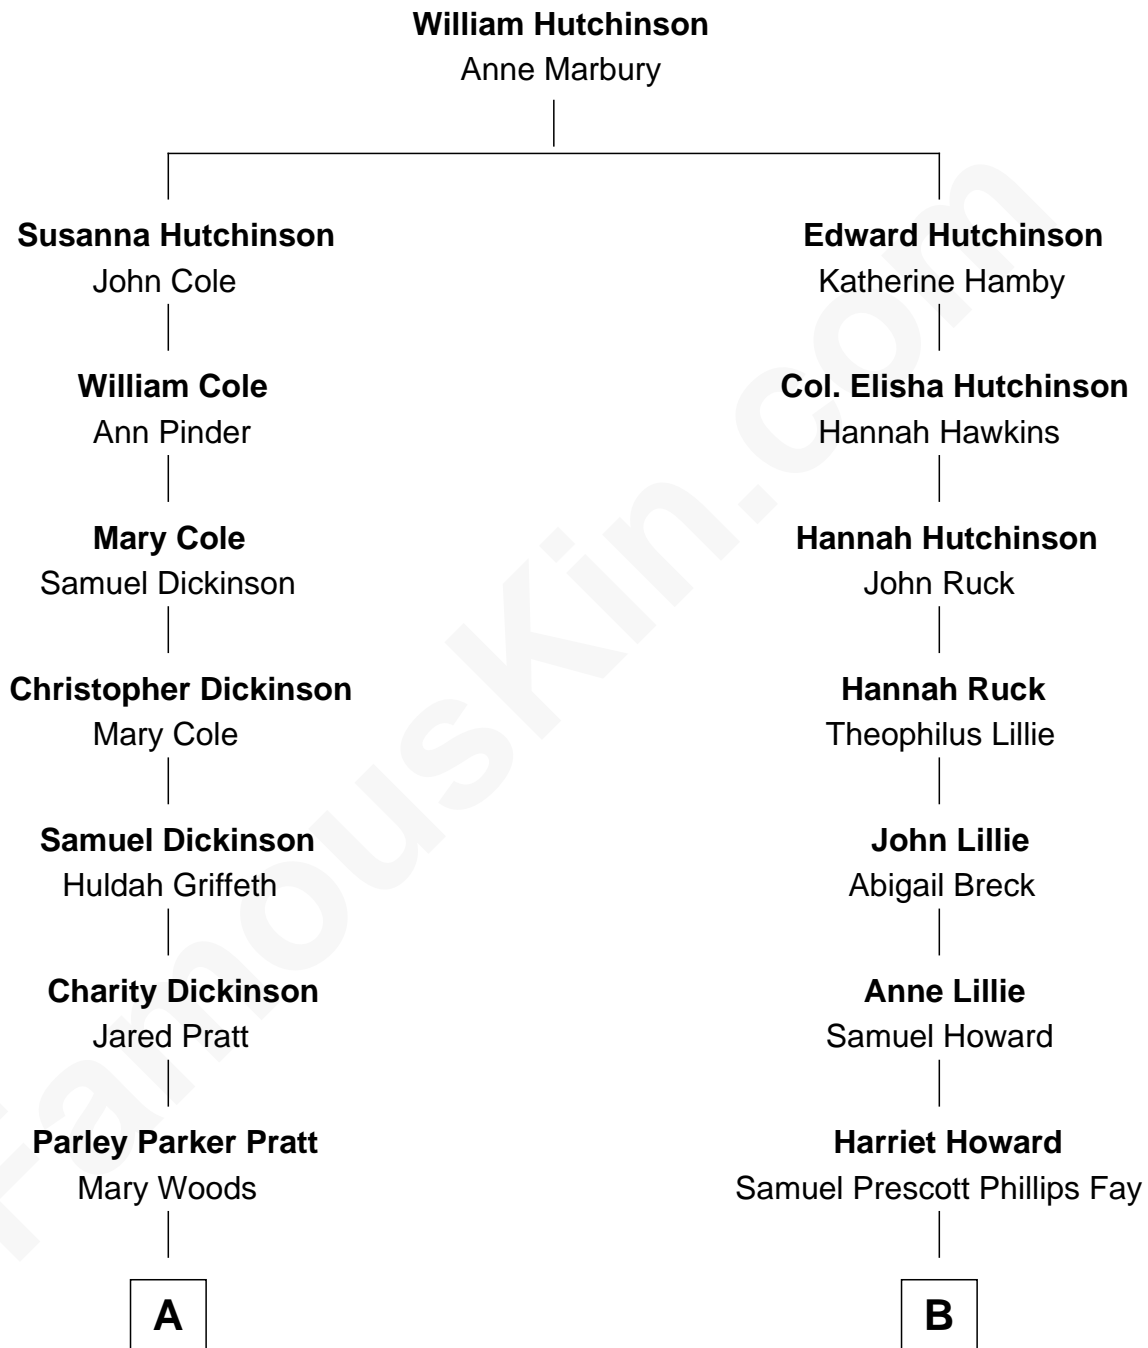 William Hutchinson
Anne Marbury
Susanna Hutchinson
John Cole
Edward Hutchinson
Katherine Hamby
William Cole
Ann Pinder
Col. Elisha Hutchinson
Hannah Hawkins
Mary Cole
Samuel Dickinson
Hannah Hutchinson
John Ruck
Christopher Dickinson
Mary Cole
Hannah Ruck
Theophilus Lillie
Samuel Dickinson
Huldah Griffeth
John Lillie
Abigail Breck
Charity Dickinson
Jared Pratt
Anne Lillie
Samuel Howard
Parley Parker Pratt
Mary Woods
Harriet Howard
Samuel Prescott Phillips Fay
A
B
FamousKin.com